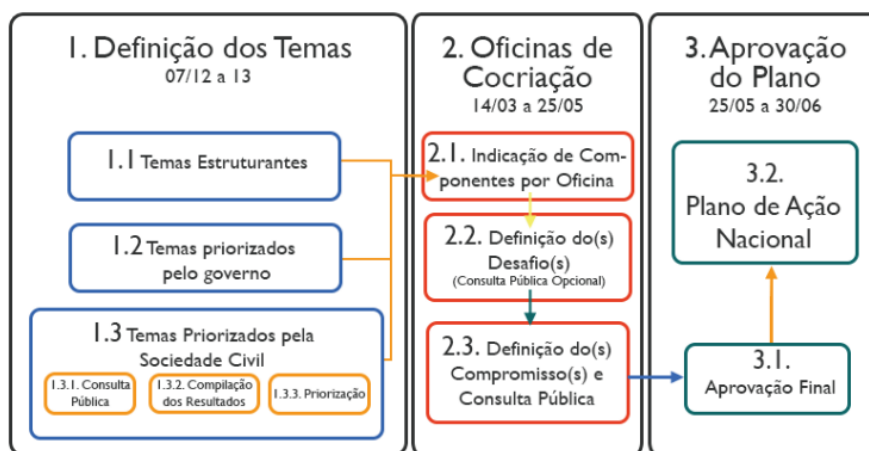 1. Definição dos Temas
07/12 a 13
1.1 Temas Estruturantes
1.2 Temas priorizados
pelo governo
1.3 Temas Priorizados pela
Sociedade Civil
1.3.1. Consulta
Pública
1.3.2. Compilação
dos Resultados
1.3.3. Priorização
2. Oficinas de
Cocriação
14/03 a 25/05
2.1. Indicação de Com-
ponentes por Oficina
2.2. Definição do(s)
Desafio(s)
(Consulta Pública Opcional)
2.3. Definição do(s)
Compromisso(s) e
Consulta Pública
3. Aprovação
do Plano
25/05 a 30/06
3.2.
Plano de Ação
Nacional
3.1.
Aprovação Final